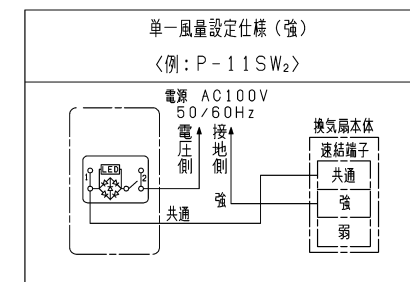 単一風量設定仕様（強）
〈例：P－11SW₂〉
電源 AC100V
50/60Hz
電圧側
接地側
換気扇本体
速結端子
共通
強
弱
LED
1
2
強
共通